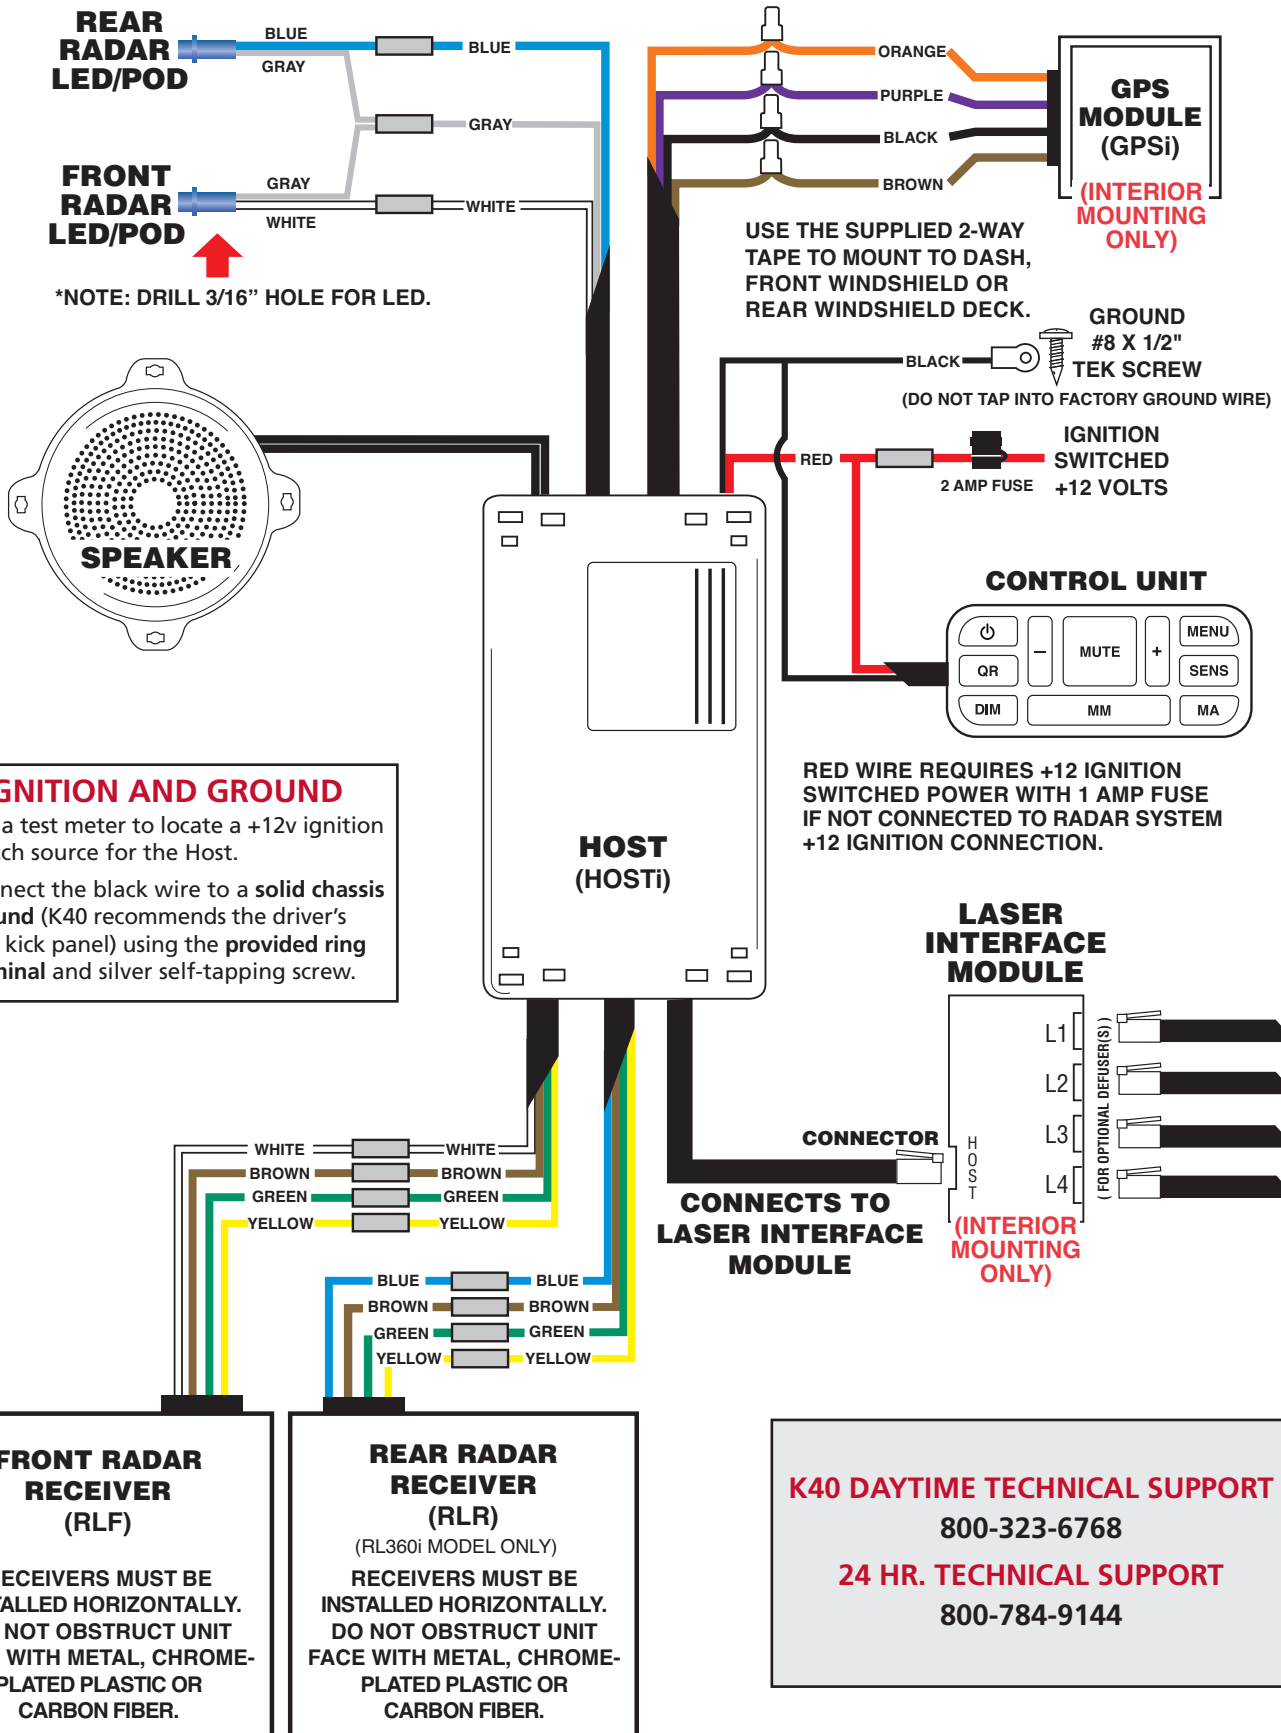 REAR
RADAR
LED/POD
BLUE
GRAY
BLUE
GRAY
FRONT
RADAR
LED/POD
GRAY
WHITE
WHITE
*NOTE: DRILL 3/16” HOLE FOR LED.
ORANGE
PURPLE
BLACK
BROWN
GPS
MODULE
(GPSi)
(INTERIOR
MOUNTING
ONLY)
USE THE SUPPLIED 2-WAY
TAPE TO MOUNT TO DASH,
FRONT WINDSHIELD OR
REAR WINDSHIELD DECK.
BLACK
GROUND
#8 X 1/2"
TEK SCREW
(DO NOT TAP INTO FACTORY GROUND WIRE)
RED
2 AMP FUSE
IGNITION
SWITCHED
+12 VOLTS
SPEAKER
CONTROL UNIT
–
MUTE
+
MENU
QR
SENS
DIM
MM
MA
RED WIRE REQUIRES +12 IGNITION
SWITCHED POWER WITH 1 AMP FUSE
IF NOT CONNECTED TO RADAR SYSTEM
+12 IGNITION CONNECTION.
GNITION AND GROUND
a test meter to locate a +12v ignition
tch source for the Host.
nnect the black wire to a solid chassis
und (K40 recommends the driver’s
kick panel) using the provided ring
minal and silver self-tapping screw.
HOST
(HOSTi)
LASER
INTERFACE
MODULE
L1
L2
L3
L4
(FOR OPTIONAL DEFUSER(S) )
HOST
CONNECTOR
(INTERIOR
MOUNTING
ONLY)
CONNECTS TO
LASER INTERFACE
MODULE
WHITE WHITE
BROWN BROWN
GREEN GREEN
YELLOW YELLOW
BLUE BLUE
BROWN BROWN
GREEN GREEN
YELLOW YELLOW
FRONT RADAR
RECEIVER
(RLF)
ECEIVERS MUST BE
TALLED HORIZONTALLY.
NOT OBSTRUCT UNIT
WITH METAL, CHROME-
PLATED PLASTIC OR
CARBON FIBER.
REAR RADAR
RECEIVER
(RLR)
(RL360i MODEL ONLY)
RECEIVERS MUST BE
INSTALLED HORIZONTALLY.
DO NOT OBSTRUCT UNIT
FACE WITH METAL, CHROME-
PLATED PLASTIC OR
CARBON FIBER.
K40 DAYTIME TECHNICAL SUPPORT
800-323-6768
24 HR. TECHNICAL SUPPORT
800-784-9144